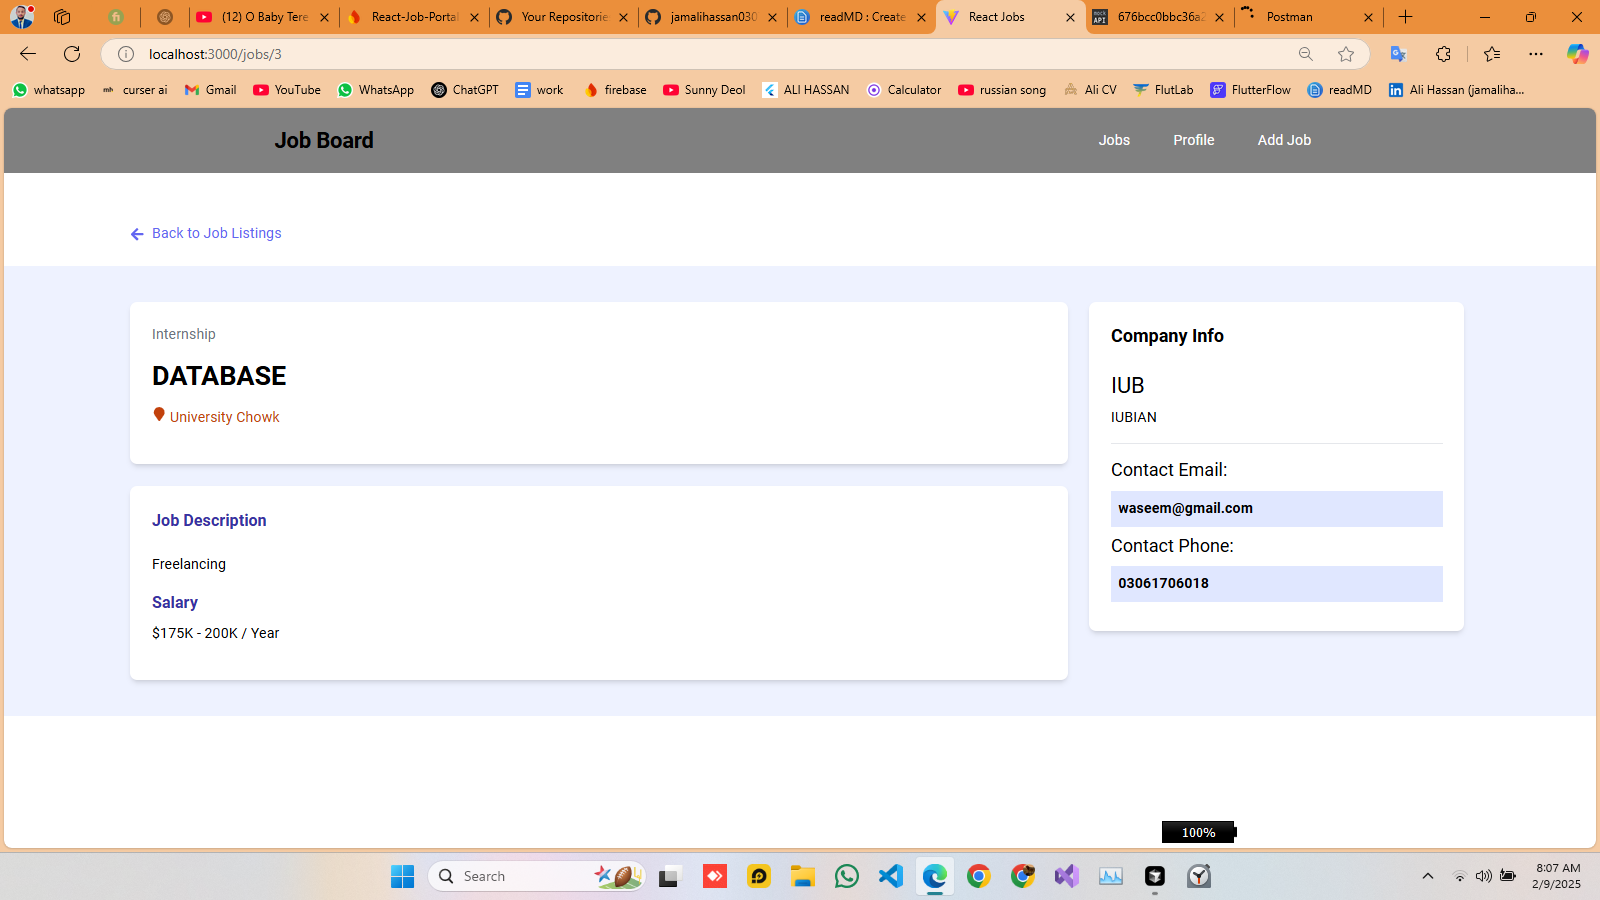 (12) O Baby Tere
React-Job-Portal
Your Repositorie
jamalihassan030
readMD : Create
React Jobs
676bcc0bbc36a2
Postman
localhost:3000/jobs/3
whatsapp
mh curser ai
Gmail
YouTube
WhatsApp
ChatGPT
work
firebase
Sunny Deol
ALI HASSAN
Calculator
russian song
Ali CV
FlutLab
FlutterFlow
readMD
Ali Hassan (jamaliha...
Job Board
Jobs
Profile
Add Job
Back to Job Listings
Internship
DATABASE
University Chowk
Job Description
Freelancing
Salary
$175K - 200K / Year
Company Info
IUB
IUBIAN
Contact Email:
waseem@gmail.com
Contact Phone:
03061706018
100%
Search
8:07 AM
2/9/2025